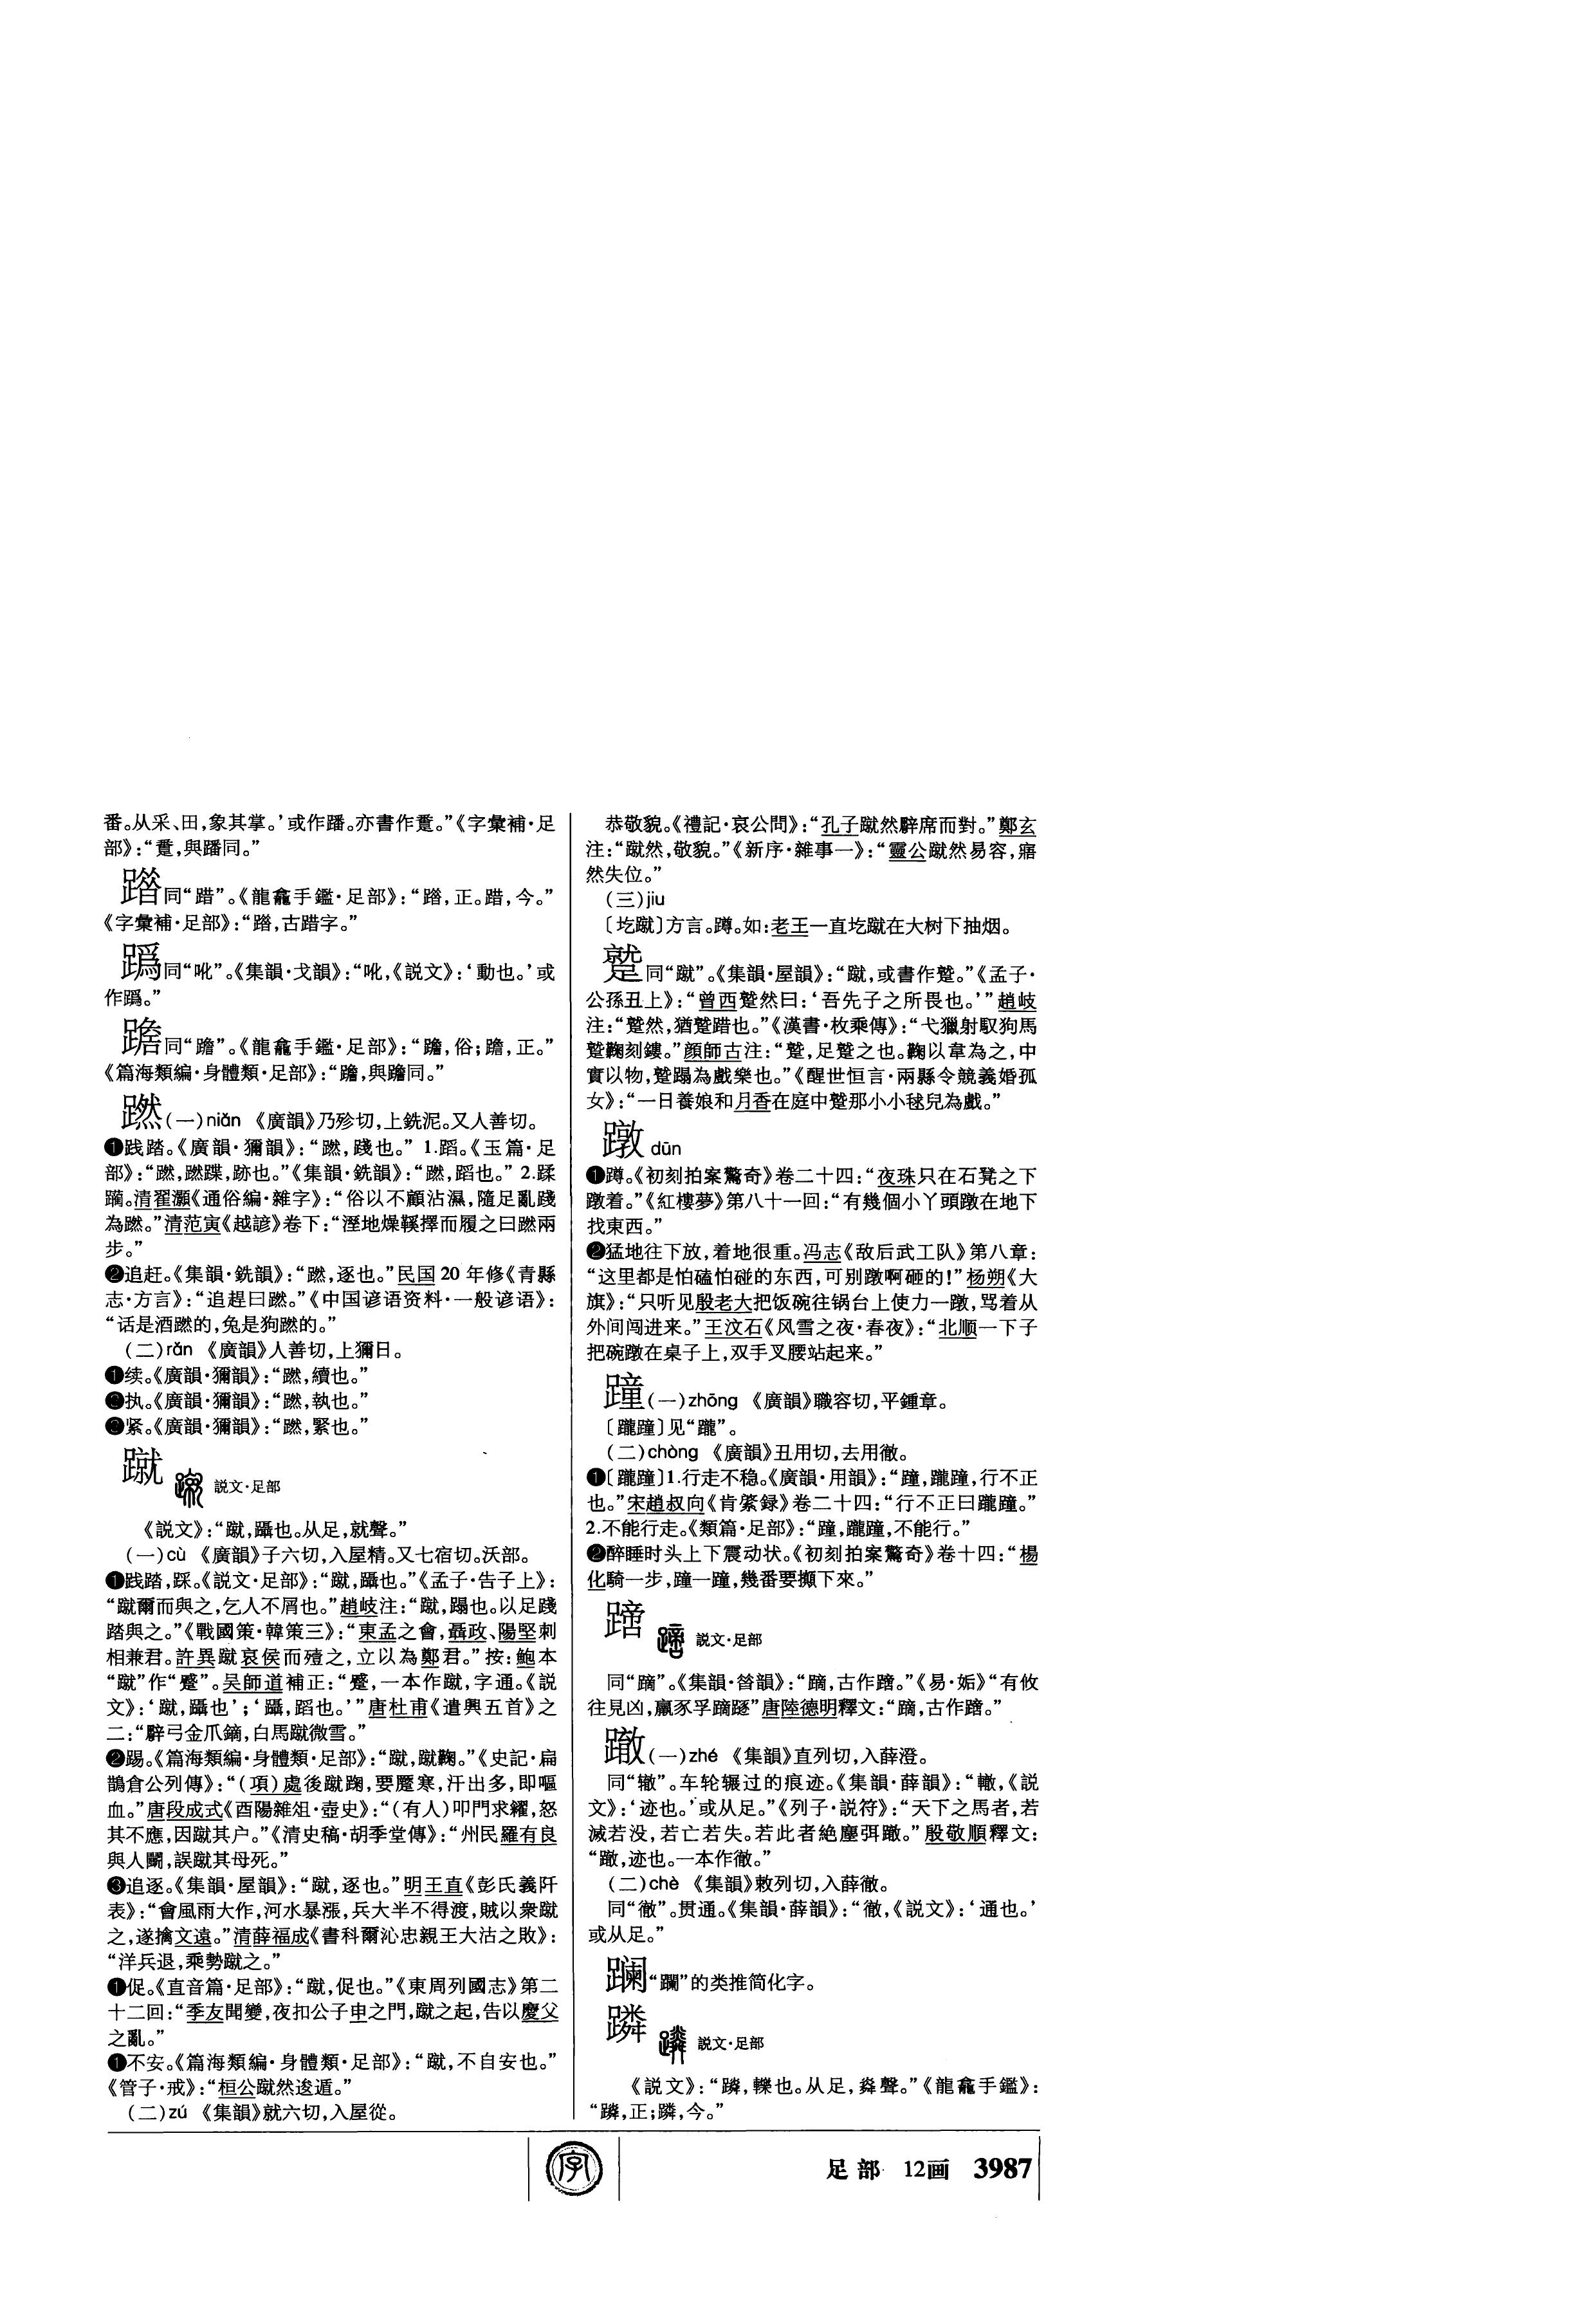 番。从采、田,象其掌。’或作蹯。亦書作𨆌。”《字彙補·足
部》:“𨆌,與蹯同。”
同“踖”。《龍龕手鑑·足部》:“正。踖,今。”
《字彙補·足部》:“古踖字。”
同“吪”。《集韻·戈韻》:“吪,《説文》:‘動也。’或
作蹫。”
同“蹌”。《龍龕手鑑·足部》:“俗;正。”
《篇海類編·身體類·足部》:
蹨(一)niǎn 《廣韻》乃殄切,上銑泥。又人善切。
❶践踏。《廣韻·獮韻》:“蹨,踐也。” 1.蹈。《玉篇·足
部》:“蹨,蹨蹀,跡也。”《集韻·銑韻》:“蹨,蹈也。” 2.蹂
躏。清翟灝《通俗編·雜字》:“俗以不顧沾濕,隨足亂踐
為蹨。”清范寅《越諺》卷下:“溼地燥鞵擇而履之曰蹨兩
步。”
❷追赶。《集韻·銑韻》:“蹨,逐也。”民国20年修《青縣
志·方言》:“追趕曰蹨。”《中国谚语资料·一般谚语》:
“话是酒蹨的,兔是狗蹨的。”
(二)rǎn 《廣韻》人善切,上獮日。
❶续。《廣韻·獮韻》:“蹨,續也。”
❷执。《廣韻·獮韻》:“蹨,執也。”
❸紧。《廣韻·獮韻》:“蹨,緊也。”
蹴 説文·足部
《説文》:“蹴,躡也。从足,就聲。”
(一)cù 《廣韻》子六切,入屋精。又七宿切。沃部。
❶践踏,踩。《説文·足部》:“蹴,躡也。”《孟子·告子上》:
“蹴爾而與之,乞人不屑也。”趙岐注:“蹴,蹋也。以足踐
踏與之。”《戰國策·韓策三》:“東孟之會,聶政、陽堅刺
相兼君。許異蹴哀侯而殪之,立以為鄭君。”按:鮑本
“蹴”作“蹙”。吴師道補正:“蹙,一本作蹴,字通。《説
文》:‘蹴,躡也’;‘躡,蹈也。’”唐杜甫《遣興五首》之
二:“騂弓金爪鏑,白馬蹴微雪。”
❷踢。《篇海類編·身體類·足部》:“蹴,蹴鞠。”《史記·扁
鵲倉公列傳》:“(項)處後蹴踘,要蹷寒,汗出多,即嘔
血。”唐段成式《酉陽雜俎·壺史》:“(有人)叩門求糴,怒
其不應,因蹴其户。”《清史稿·胡季堂傳》:“州民羅有良
與人鬭,誤蹴其母死。”
❸追逐。《集韻·屋韻》:“蹴,逐也。”明王直《彭氏義阡
表》:“會風雨大作,河水暴漲,兵大半不得渡,賊以衆蹴
之,遂擒文遠。”清薛福成《書科爾沁忠親王大沽之敗》:
“洋兵退,乘勢蹴之。”
❶促。《直音篇·足部》:“蹴,促也。”《東周列國志》第二
十二回:“季友聞變,夜扣公子申之門,蹴之起,告以慶父
之亂。”
❶不安。《篇海類編·身體類·足部》:“蹴,不自安也。”
《管子·戒》:“桓公蹴然逡遁。”
(二)zú 《集韻》就六切,入屋從。
恭敬貌。《禮記·哀公問》:“孔子蹴然辟席而對。”鄭玄
注:“蹴然,敬貌。”《新序·雜事一》:“靈公蹴然易容,寤
然失位。”
(三)jiu
〔圪蹴〕方言。蹲。如:老王一直圪蹴在大树下抽烟。
蹵同“蹴”。《集韻·屋韻》:“蹴,或書作蹵。”《孟子·
公孫丑上》:“曾西蹵然曰:‘吾先子之所畏也。’”趙岐
注:“蹵然,猶蹵踖也。”《漢書·枚乘傳》:“弋獵射馭狗馬
蹵鞠刻鏤。”顔師古注:“蹵,足蹵之也。鞠以韋為之,中
實以物,蹵蹋為戲樂也。”《醒世恒言·兩縣令競義婚孤
女》:“一日養娘和月香在庭中蹵那小小毬兒為戲。”
蹾 dūn
❶蹲。《初刻拍案驚奇》卷二十四:“夜珠只在石凳之下
蹾着。”《紅樓夢》第八十一回:“有幾個小丫頭蹾在地下
找東西。”
❷猛地往下放,着地很重。冯志《敌后武工队》第八章:
“这里都是怕磕怕碰的东西,可别蹾啊砸的!”杨朔《大
旗》:“只听见殷老大把饭碗往锅台上使力一蹾,骂着从
外间闯进来。”王汶石《风雪之夜·春夜》:“北顺一下子
把碗蹾在桌子上,双手叉腰站起来。”
蹱(一)zhōng 《廣韻》職容切,平鍾章。
〔躘蹱〕见“躘”。
(二)chòng 《廣韻》丑用切,去用徹。
❶〔躘蹱〕1.行走不稳。《廣韻·用韻》:“蹱,躘蹱,行不正
也。”宋趙叔向《肯綮録》卷二十四:“行不正曰躘蹱。”
2.不能行走。《類篇·足部》:“蹱,躘蹱,不能行。”
❷醉睡时头上下震动状。《初刻拍案驚奇》卷十四:“楊
化騎一步,蹱一蹱,幾番要攧下來。”
説文·足部
同“蹢”。《集韻·昔韻》:“蹢,古作蹄。”《易·姤》“有攸
往見凶,羸豕孚蹢躅”唐陸德明釋文:“蹢,古作蹄。”
𨅊(一)zhé 《集韻》直列切,入薛澄。
同“辙”。车轮辗过的痕迹。《集韻·薛韻》:“轍,《説
文》:‘迹也。’或从足。”《列子·説符》:“天下之馬者,若
滅若没,若亡若失。若此者絶塵弭𨅊。”殷敬順釋文:
“𨅊,迹也。一本作徹。”
(二)chè 《集韻》敕列切,入薛徹。
同“徹”。贯通。《集韻·薛韻》:“徹,《説文》:‘通也。’
或从足。”
“躝”的类推简化字。
蹸 説文·足部
《説文》:“蹸,轢也。从足,粦聲。”《龍龕手鑑》:
“蹸,正;蹸,今。”
字
足部 12画 3987